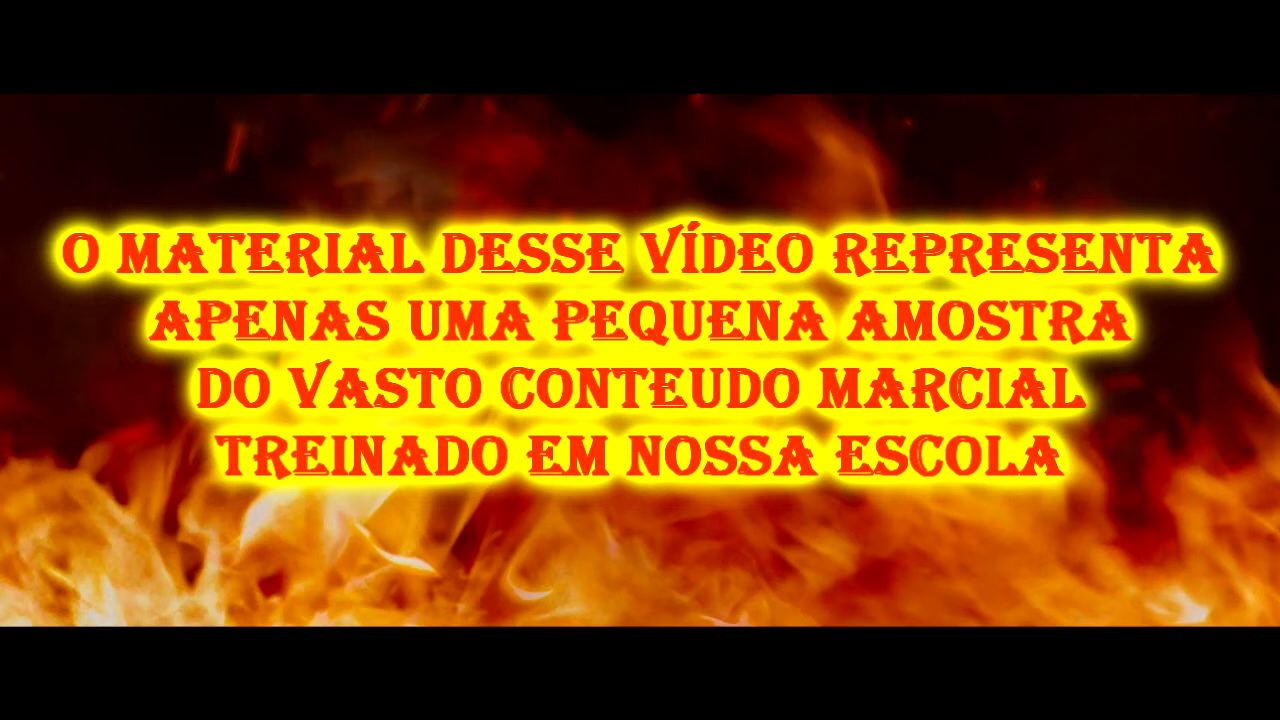 O MATERIAL DESSE VÍDEO REPRESENTA
APENAS UMA PEQUENA AMOSTRA
DO VASTO CONTEUDO MARCIAL
TREINADO EM NOSSA ESCOLA